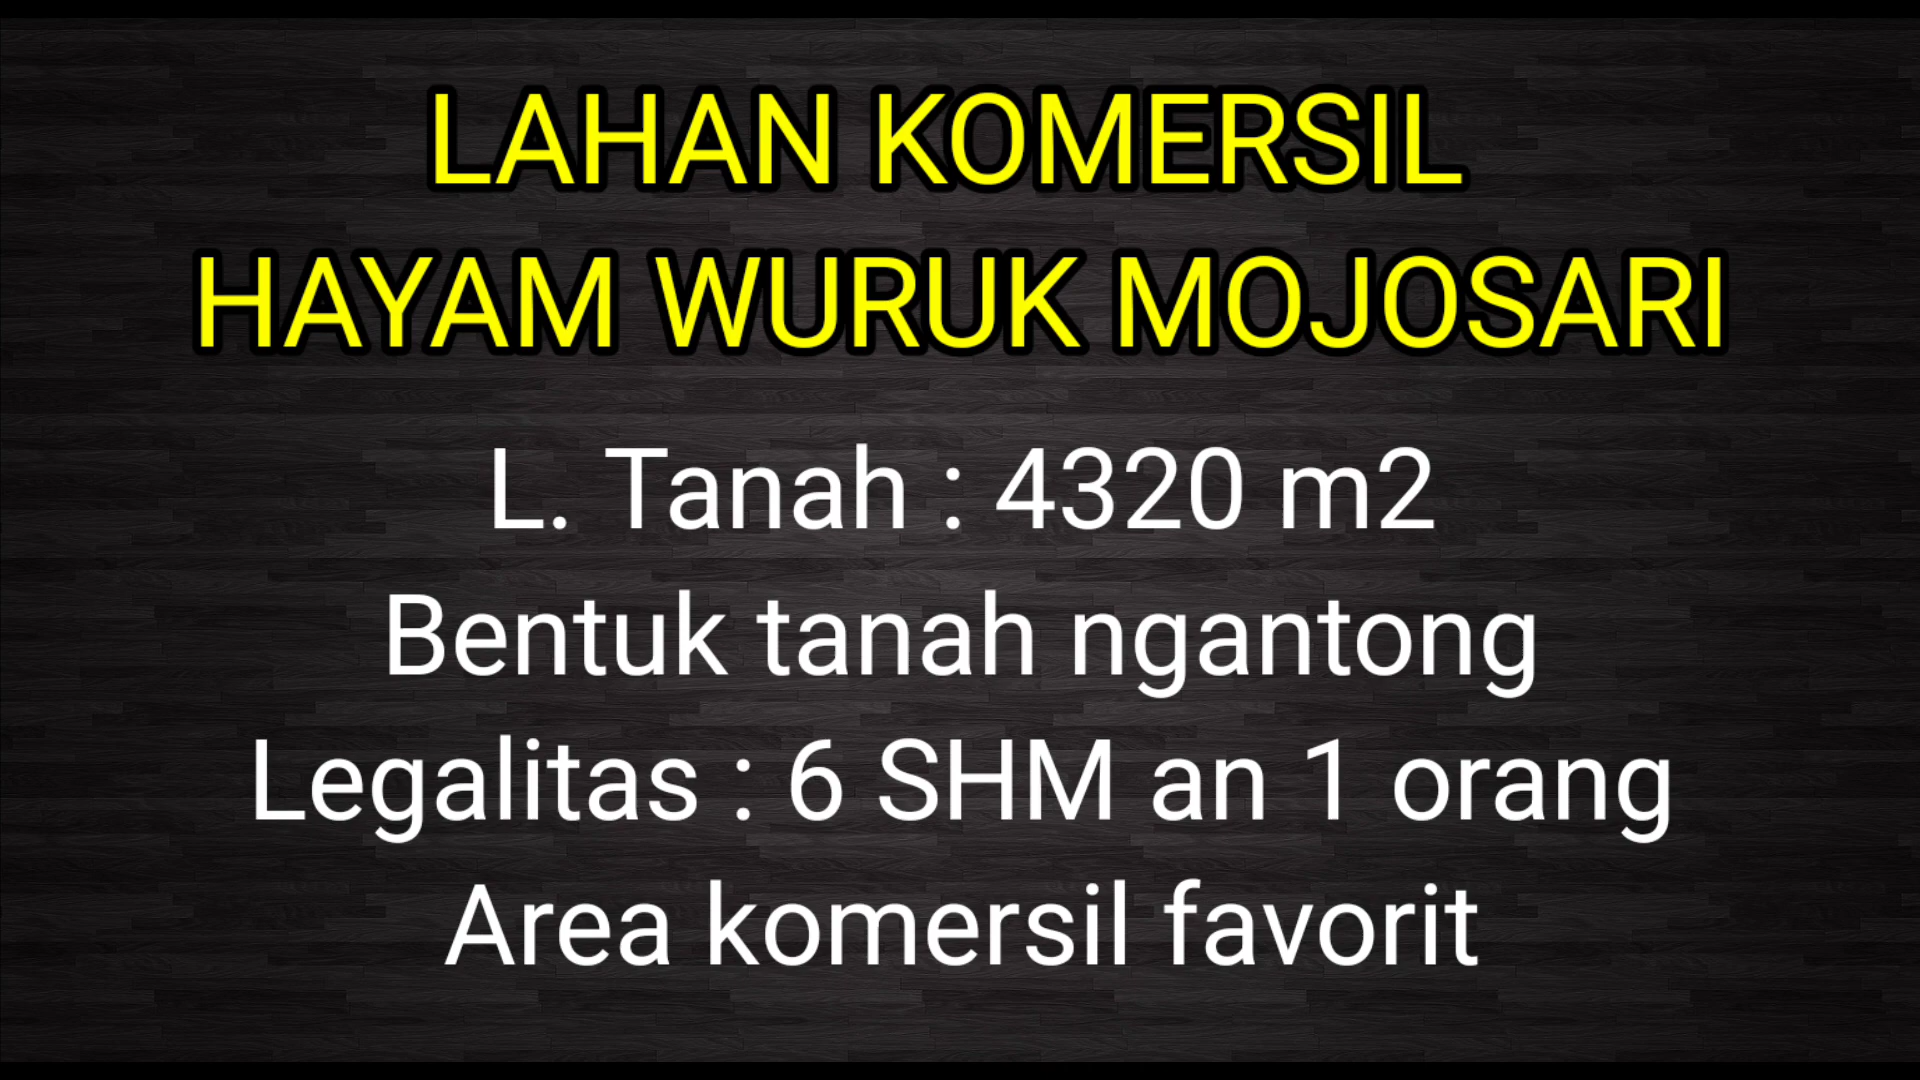 LAHAN KOMERSIL
HAYAM WURUK MOJOSARI
L. Tanah : 4320 m2
Bentuk tanah ngantong
Legalitas : 6 SHM an 1 orang
Area komersil favorit